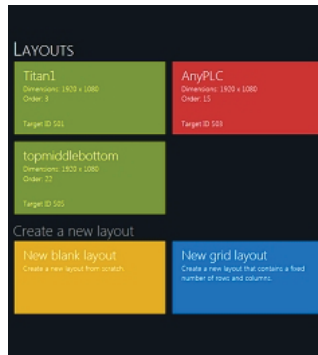 LAYOUTS
Titan1
Dimensions: 1920 x 1080
Order: 3
Target ID 501
AnyPLC
Dimensions: 1920 x 1080
Order: 15
Target ID 503
topmiddlebottom
Dimensions: 1920 x 1080
Order: 22
Target ID 505
Create a new layout
New blank layout
Create a new layout from scratch.
New grid layout
Create a new layout that contains a fixed
number of rows and columns.